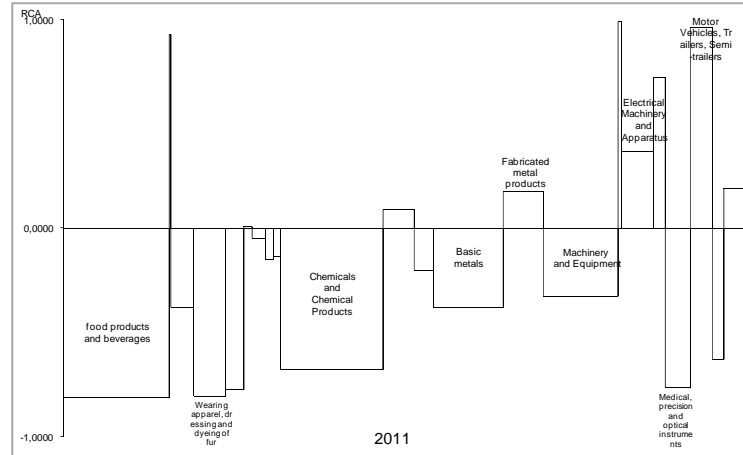 RCA
1,0000
0,0000
-1,0000
food products
and beverages
Wearing
apparel, dr
essing and
dyeing of
fur
Chemicals
and
Chemical
Products
Basic
metals
Fabricated
metal
products
Machinery
and Equipment
Electrical
Machinery
and
Apparatus
Medical,
precision
and
optical
instrume
nts
Motor
Vehicles, Tr
ailers, Semi
-trailers
2011